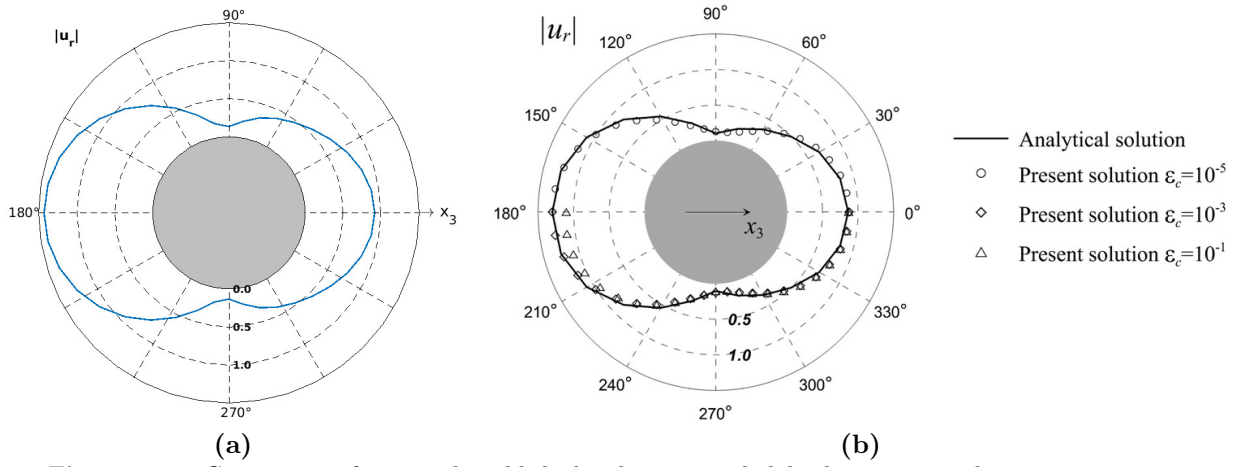 |u_r|
90°
180°
x_3
0.0
0.5
1.0
270°
(a)
|u_r|
90°
120°
60°
150°
30°
180°
x_3
0°
210°
330°
0.5
1.0
240°
300°
270°
(b)
Analytical solution
Present solution ε_c=10^-5
Present solution ε_c=10^-3
Present solution ε_c=10^-1